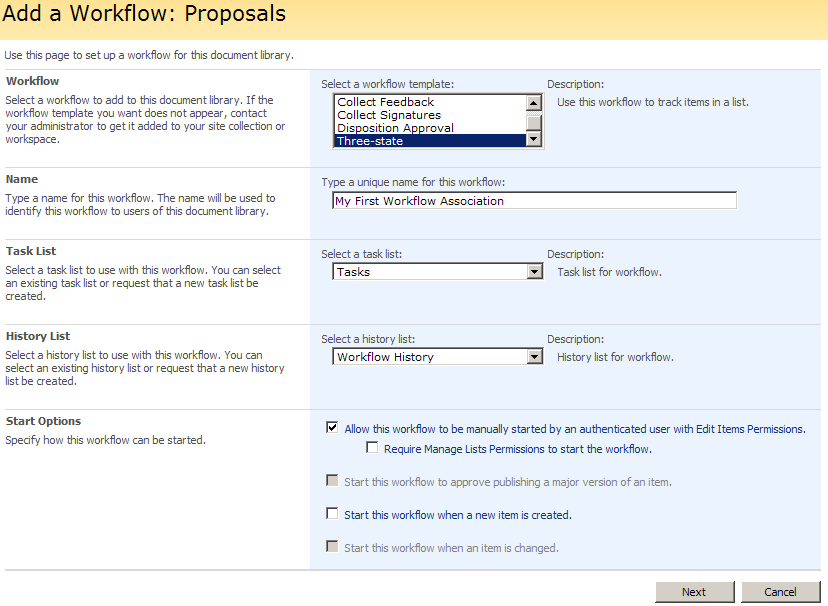 Add a Workflow: Proposals
Use this page to set up a workflow for this document library.
Workflow
Select a workflow to add to this document library. If the
workflow template you want does not appear, contact
your administrator to get it added to your site collection or
workspace.
Select a workflow template:
Collect Feedback
Collect Signatures
Disposition Approval
Three-state
Description:
Use this workflow to track items in a list.
Name
Type a name for this workflow. The name will be used to
identify this workflow to users of this document library.
Type a unique name for this workflow:
My First Workflow Association
Task List
Select a task list to use with this workflow. You can select
an existing task list or request that a new task list be
created.
Select a task list:
Tasks
Description:
Task list for workflow.
History List
Select a history list to use with this workflow. You can
select an existing history list or request that a new history
list be created.
Select a history list:
Workflow History
Description:
History list for workflow.
Start Options
Specify how this workflow can be started.
Allow this workflow to be manually started by an authenticated user with Edit Items Permissions.
Require Manage Lists Permissions to start the workflow.
Start this workflow to approve publishing a major version of an item.
Start this workflow when a new item is created.
Start this workflow when an item is changed.
Next
Cancel